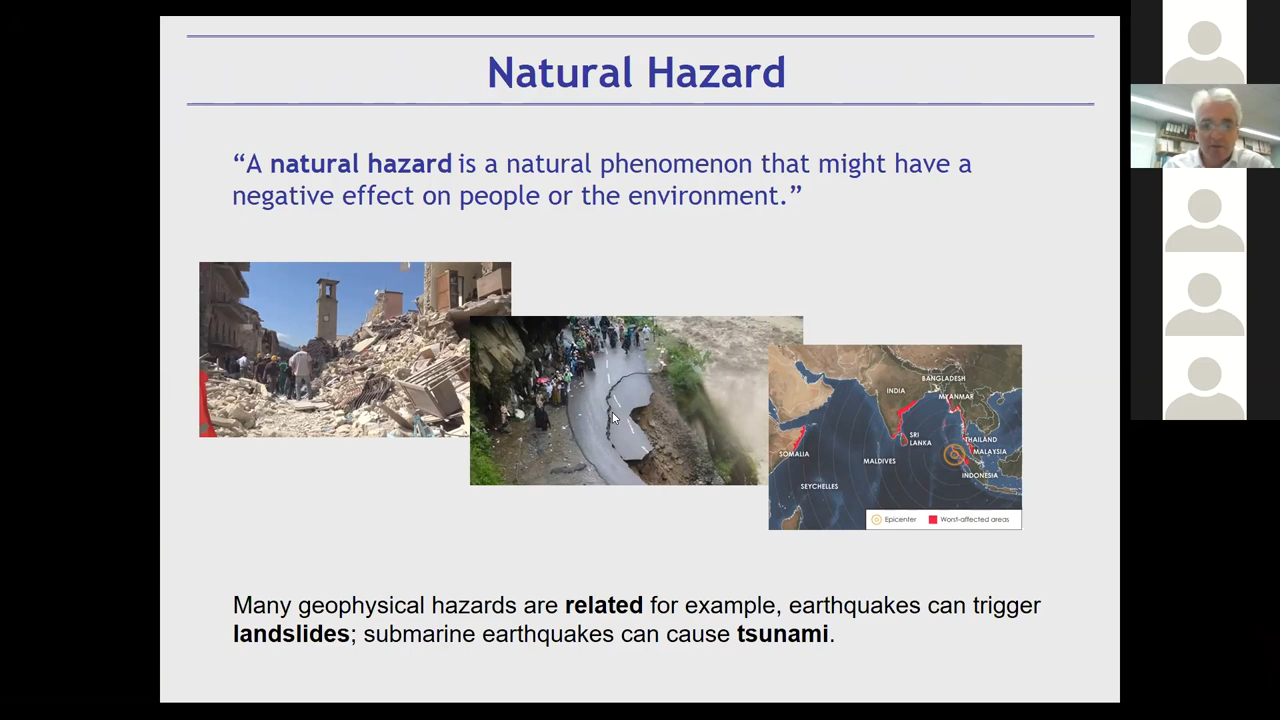 Natural Hazard
“A natural hazard is a natural phenomenon that might have a
negative effect on people or the environment.”
BANGLADESH
INDIA
MYANMAR
SRI
LANKA
THAILAND
MALAYSIA
SOMALIA
MALDIVES
INDONESIA
SEYCHELLES
Epicenter
Worst-affected areas
Many geophysical hazards are related for example, earthquakes can trigger
landslides; submarine earthquakes can cause tsunami.